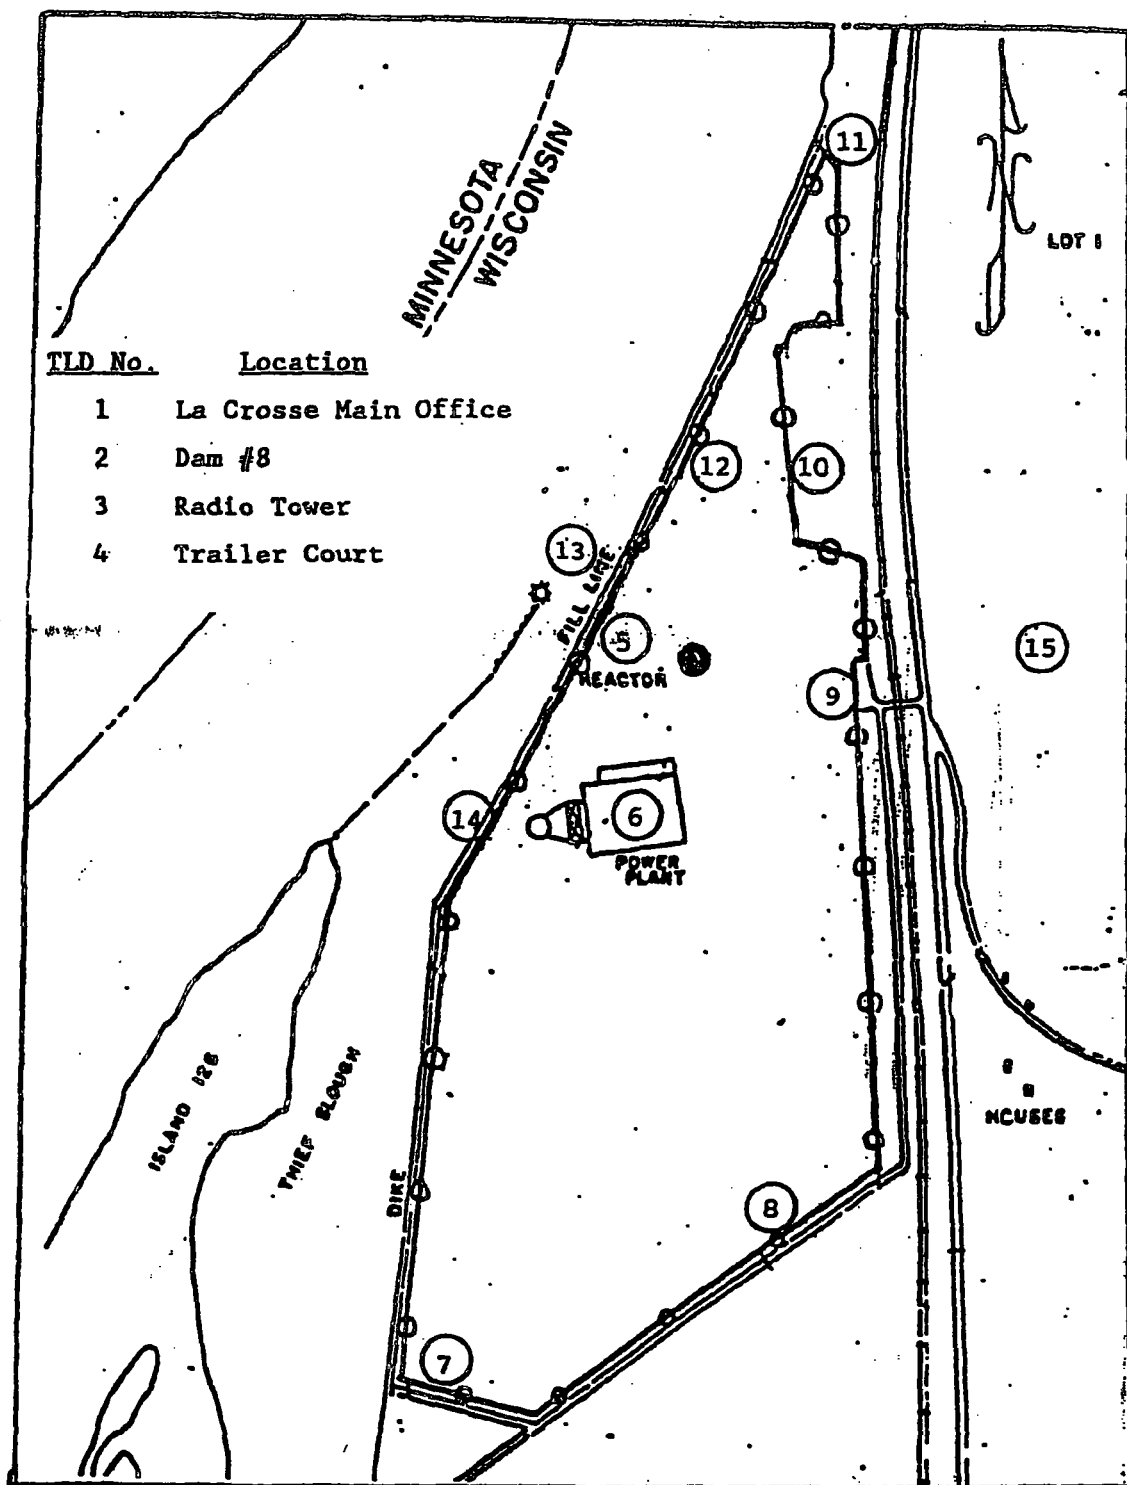 11
MINNESOTA
WISCONSIN
LOT 1
TLD No. Location
1 La Crosse Main Office
2 Dam #8
3 Radio Tower
4 Trailer Court
12
10
13
FILL LINE
5
REACTOR
15
9
14
6
POWER
PLANT
ISLAND 126
THIEF SLOUGH
HOUSES
DIKE
8
7